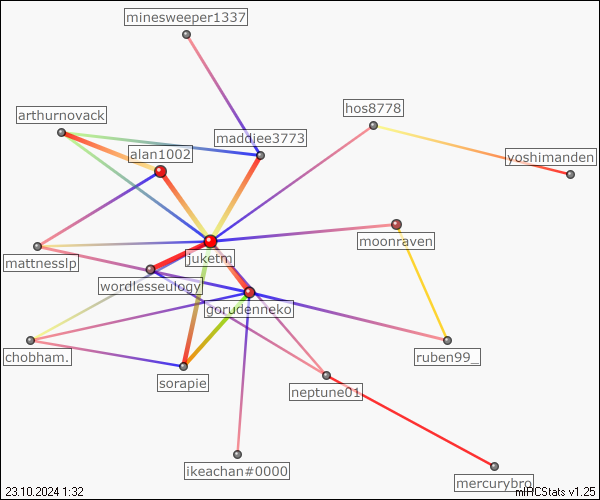 minesweeper1337
hos8778
arthurnovack
maddiee3773
alan1002
yoshimanden
moonraven
juketm
mattnesslp
wordlesseulogy
gorudenneko
chobham.
ruben99_
sorapie
neptune01
ikeachan#0000
mercurybro
23.10.2024 1:32
mIRCStats v1.25